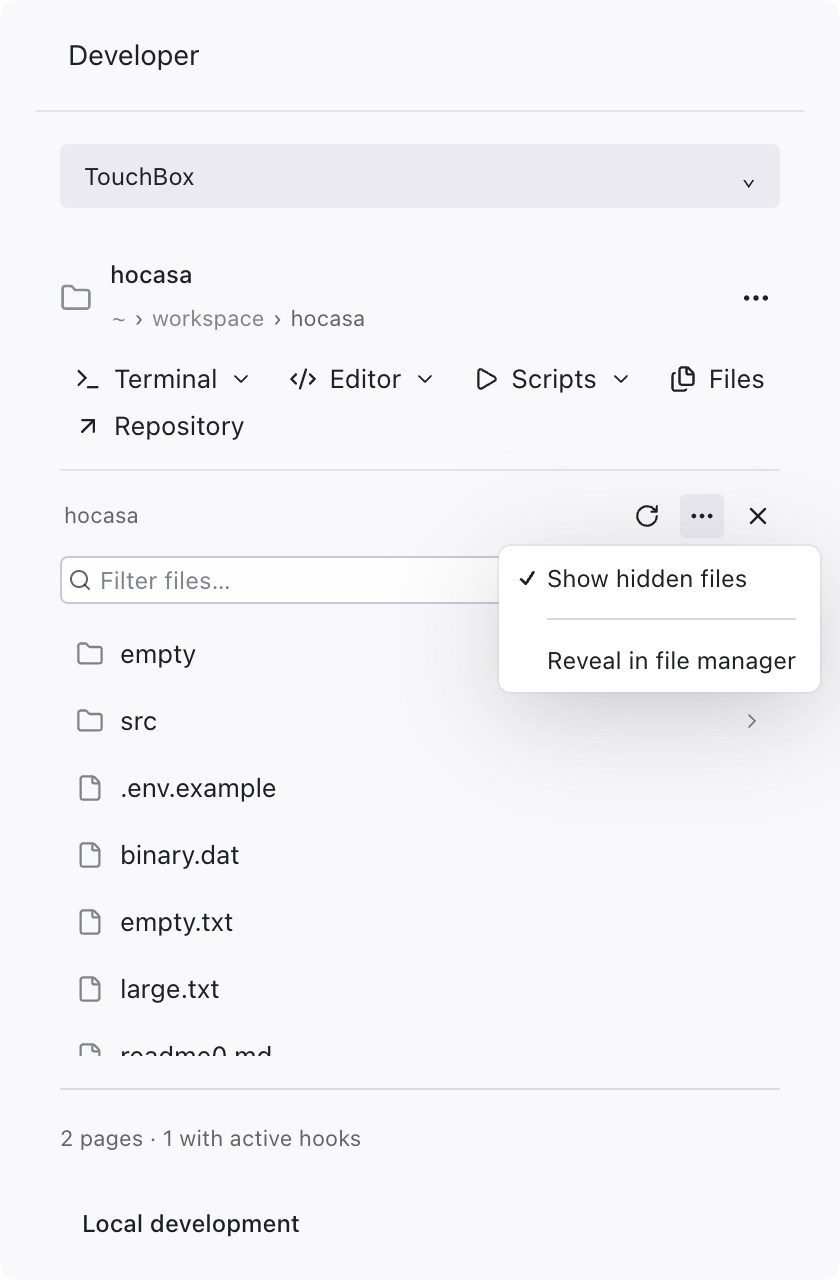 Developer
TouchBox
hocasa
~ › workspace › hocasa
Terminal Editor Scripts Files
Repository
hocasa
Filter files...
Show hidden files
Reveal in file manager
empty
src
.env.example
binary.dat
empty.txt
large.txt
readme0.md
2 pages · 1 with active hooks
Local development